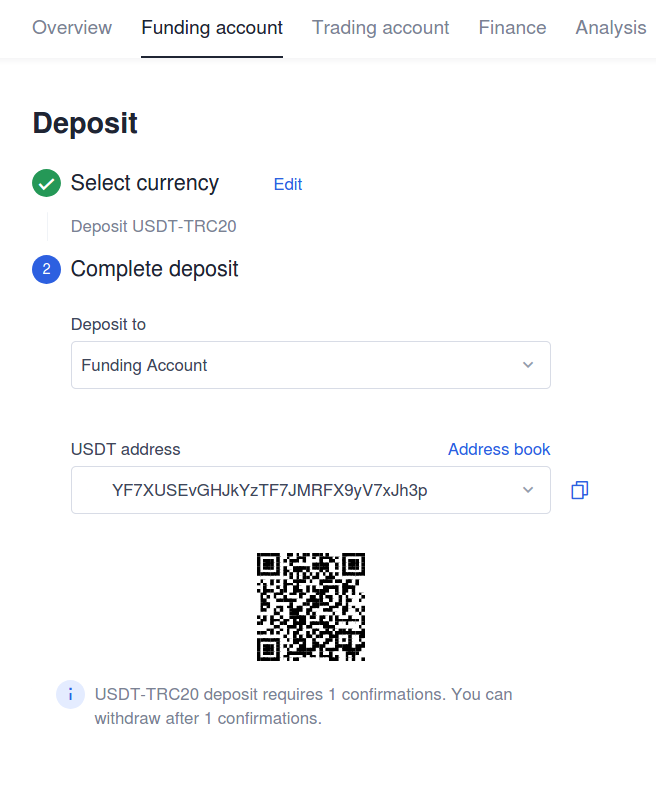 Overview Funding account Trading account Finance Analysis
Deposit
Select currency Edit
Deposit USDT-TRC20
2 Complete deposit
Deposit to
Funding Account
USDT address Address book
YF7XUSEvGHJkYzTF7JMRFX9yV7xJh3p
i USDT-TRC20 deposit requires 1 confirmations. You can
withdraw after 1 confirmations.